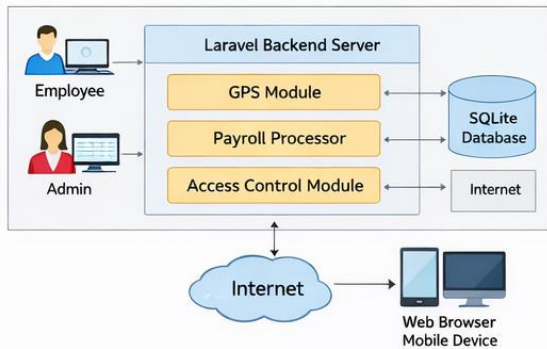 Laravel Backend Server
Employee
GPS Module
Payroll Processor
SQLite
Database
Admin
Access Control Module
Internet
Internet
Web Browser
Mobile Device